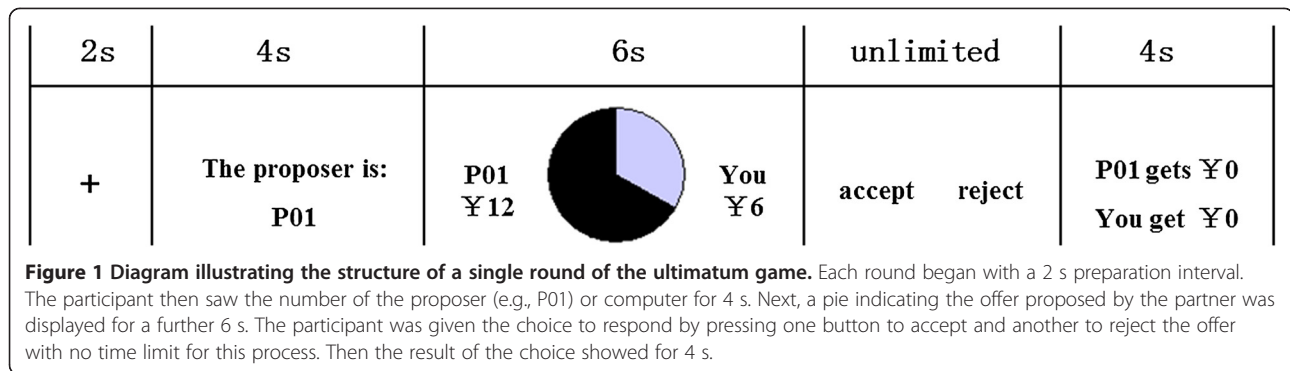 2s 4s 6s unlimited 4s
+
The proposer is:
P01
P01
¥12
You
¥6
accept reject
P01 gets ¥0
You get ¥0
Figure 1 Diagram illustrating the structure of a single round of the ultimatum game. Each round began with a 2 s preparation interval.
The participant then saw the number of the proposer (e.g., P01) or computer for 4 s. Next, a pie indicating the offer proposed by the partner was
displayed for a further 6 s. The participant was given the choice to respond by pressing one button to accept and another to reject the offer
with no time limit for this process. Then the result of the choice showed for 4 s.